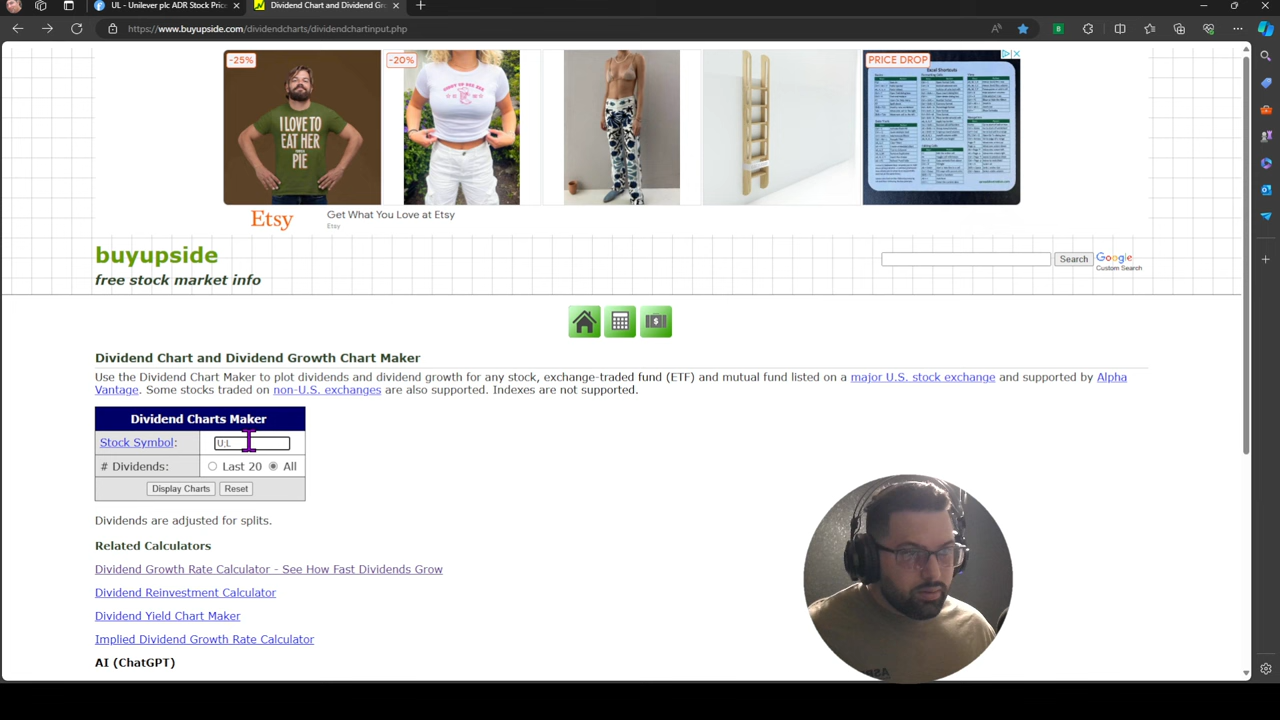 UL - Unilever plc ADR Stock Price
Dividend Chart and Dividend Gr
https://www.buyupside.com/dividendcharts/dividendchartinput.php
-25%
-20%
PRICE DROP
I LOVE TO
EAT HER
PIE
Etsy
Get What You Love at Etsy
Etsy
buyupside
free stock market info
Search
Google
Custom Search
Dividend Chart and Dividend Growth Chart Maker
Use the Dividend Chart Maker to plot dividends and dividend growth for any stock, exchange-traded fund (ETF) and mutual fund listed on a major U.S. stock exchange and supported by Alpha
Vantage. Some stocks traded on non-U.S. exchanges are also supported. Indexes are not supported.
Dividend Charts Maker
Stock Symbol: U;L
# Dividends: Last 20 All
Display Charts Reset
Dividends are adjusted for splits.
Related Calculators
Dividend Growth Rate Calculator - See How Fast Dividends Grow
Dividend Reinvestment Calculator
Dividend Yield Chart Maker
Implied Dividend Growth Rate Calculator
AI (ChatGPT)